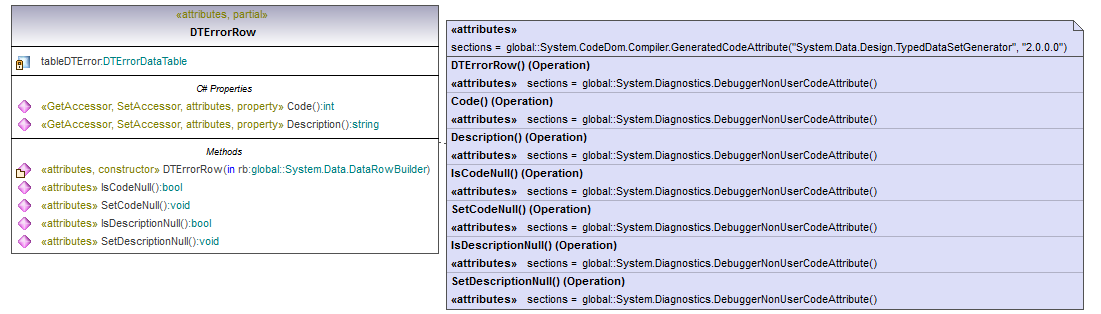 «attributes, partial»
DTErrorRow
tableDTError:DTErrorDataTable
C# Properties
«GetAccessor, SetAccessor, attributes, property» Code():int
«GetAccessor, SetAccessor, attributes, property» Description():string
Methods
«attributes, constructor» DTErrorRow(in rb:global::System.Data.DataRowBuilder)
«attributes» IsCodeNull():bool
«attributes» SetCodeNull():void
«attributes» IsDescriptionNull():bool
«attributes» SetDescriptionNull():void
«attributes»
sections = global::System.CodeDom.Compiler.GeneratedCodeAttribute("System.Data.Design.TypedDataSetGenerator", "2.0.0.0")
DTErrorRow() (Operation)
«attributes» sections = global::System.Diagnostics.DebuggerNonUserCodeAttribute()
Code() (Operation)
«attributes» sections = global::System.Diagnostics.DebuggerNonUserCodeAttribute()
Description() (Operation)
«attributes» sections = global::System.Diagnostics.DebuggerNonUserCodeAttribute()
IsCodeNull() (Operation)
«attributes» sections = global::System.Diagnostics.DebuggerNonUserCodeAttribute()
SetCodeNull() (Operation)
«attributes» sections = global::System.Diagnostics.DebuggerNonUserCodeAttribute()
IsDescriptionNull() (Operation)
«attributes» sections = global::System.Diagnostics.DebuggerNonUserCodeAttribute()
SetDescriptionNull() (Operation)
«attributes» sections = global::System.Diagnostics.DebuggerNonUserCodeAttribute()